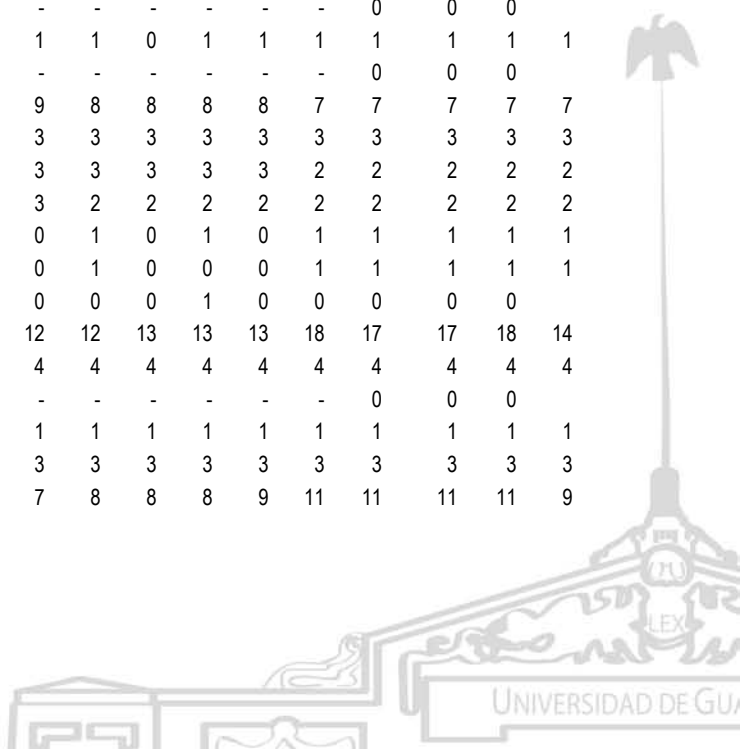 - - - - - - 0 0 0
1 1 0 1 1 1 1 1 1 1
- - - - - - 0 0 0
9 8 8 8 8 7 7 7 7 7
3 3 3 3 3 3 3 3 3 3
3 3 3 3 3 2 2 2 2 2
3 2 2 2 2 2 2 2 2 2
0 1 0 1 0 1 1 1 1 1
0 1 0 0 0 1 1 1 1 1
0 0 0 1 0 0 0 0 0
12 12 13 13 13 18 17 17 18 14
4 4 4 4 4 4 4 4 4 4
- - - - - - 0 0 0
1 1 1 1 1 1 1 1 1 1
3 3 3 3 3 3 3 3 3 3
7 8 8 8 9 11 11 11 11 9
LEX
UNIVERSIDAD DE GUA